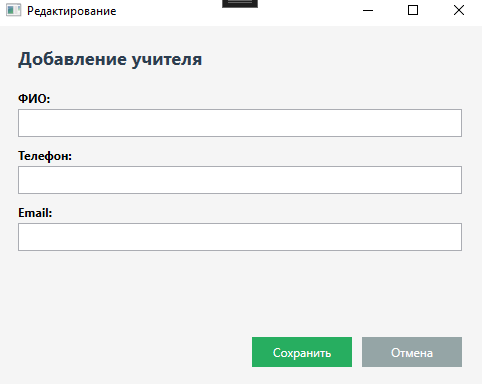 Редактирование
Добавление учителя
ФИО:
Телефон:
Email:
Сохранить Отмена